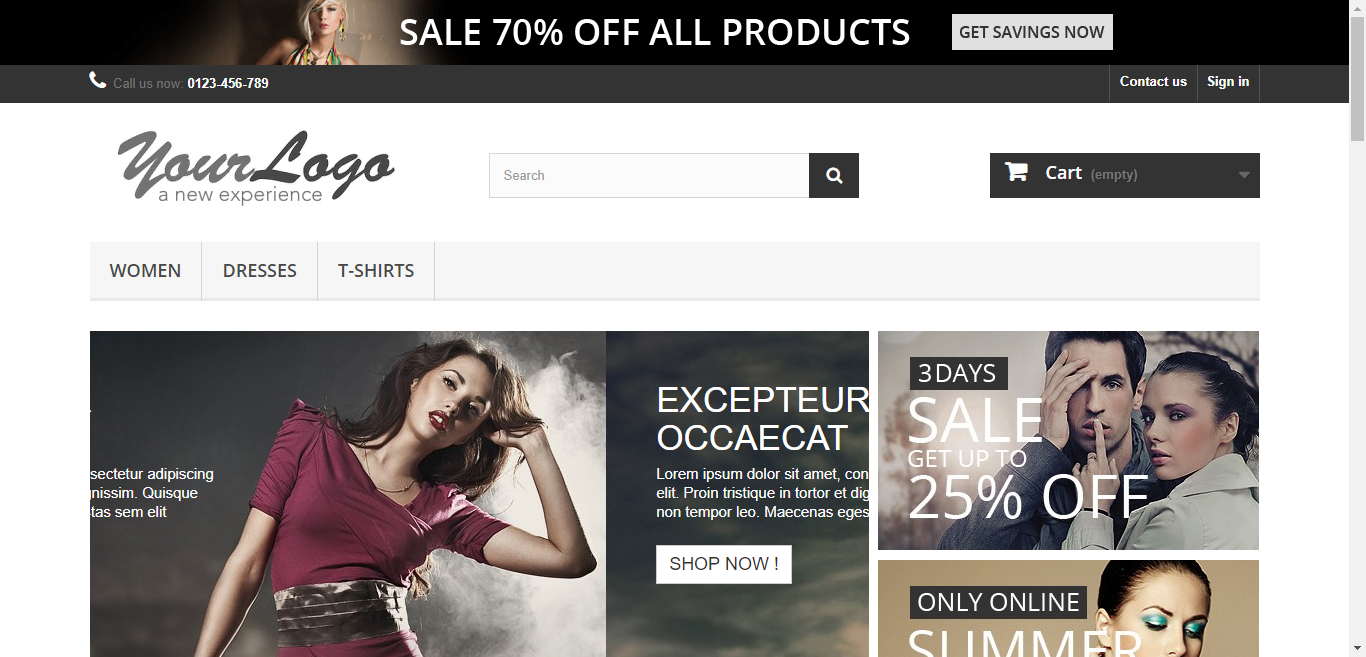 SALE 70% OFF ALL PRODUCTS
GET SAVINGS NOW
Call us now: 0123-456-789
Contact us
Sign in
YourLogo
a new experience
Search
Cart (empty)
WOMEN
DRESSES
T-SHIRTS
sectetur adipiscing
nissim. Quisque
tas sem elit
EXCEPTEUR
OCCAECAT
Lorem ipsum dolor sit amet, con
elit. Proin tristique in tortor et dig
non tempor leo. Maecenas eges
SHOP NOW !
3 DAYS
SALE
GET UP TO
25% OFF
ONLY ONLINE
SUMMER